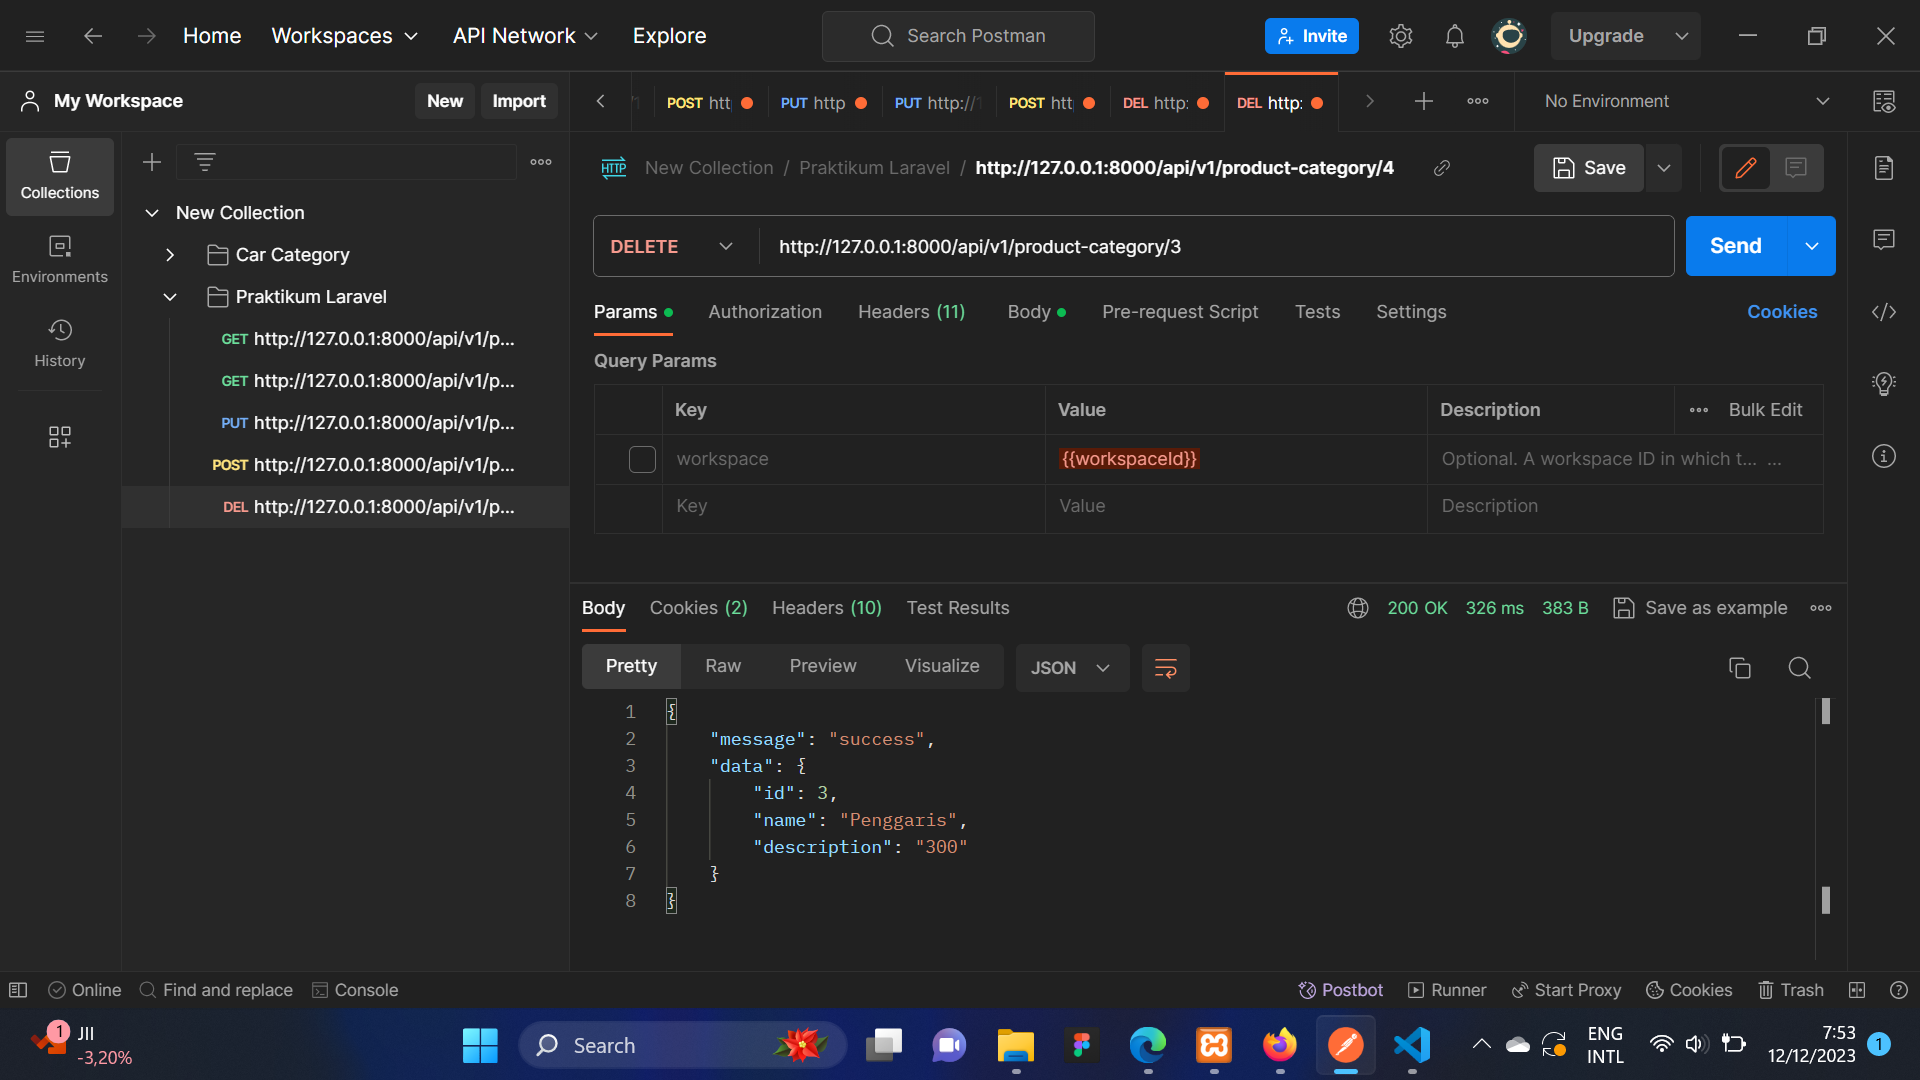 Home Workspaces API Network Explore Search Postman Invite Upgrade
My Workspace New Import POST htt PUT http PUT http:// POST htt DEL http: DEL http: No Environment
Collections
Environments
History
New Collection
Car Category
Praktikum Laravel
GET http://127.0.0.1:8000/api/v1/p...
GET http://127.0.0.1:8000/api/v1/p...
PUT http://127.0.0.1:8000/api/v1/p...
POST http://127.0.0.1:8000/api/v1/p...
DEL http://127.0.0.1:8000/api/v1/p...
HTTP New Collection / Praktikum Laravel / http://127.0.0.1:8000/api/v1/product-category/4 Save
DELETE http://127.0.0.1:8000/api/v1/product-category/3 Send
Params Authorization Headers (11) Body Pre-request Script Tests Settings Cookies
Query Params
Key Value Description Bulk Edit
workspace {{workspaceId}} Optional. A workspace ID in which t... ...
Key Value Description
Body Cookies (2) Headers (10) Test Results 200 OK 326 ms 383 B Save as example
Pretty Raw Preview Visualize JSON
1 {
2 "message": "success",
3 "data": {
4 "id": 3,
5 "name": "Penggaris",
6 "description": "300"
7 }
8 }
Online Find and replace Console Postbot Runner Start Proxy Cookies Trash
1 JII
-3,20%
Search
ENG
INTL
7:53
12/12/2023
1